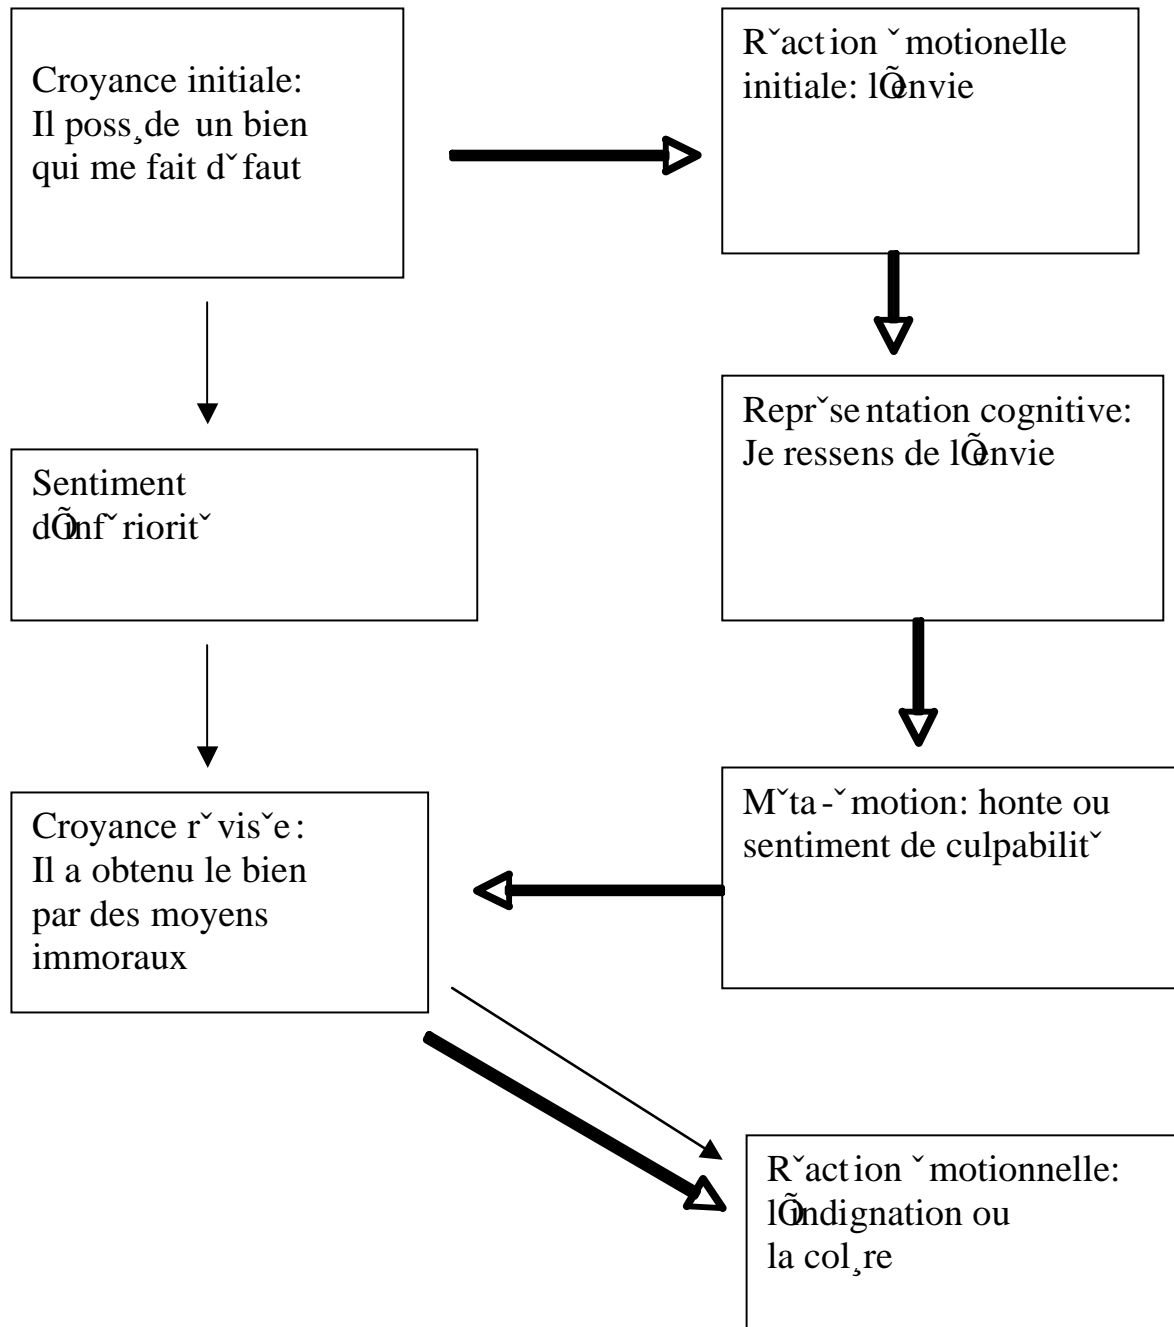 Croyance initiale:
Il poss¸de un bien
qui me fait dˇfaut
Rˇaction ˇmotionelle
initiale: lÕenvie
Reprˇsentation cognitive:
Je ressens de lÕenvie
Sentiment
dÕinfˇrioritˇ
Mˇta-ˇmotion: honte ou
sentiment de culpabilitˇ
Croyance rˇvisˇe:
Il a obtenu le bien
par des moyens
immoraux
Rˇaction ˇmotionnelle:
lÕindignation ou
la col¸re